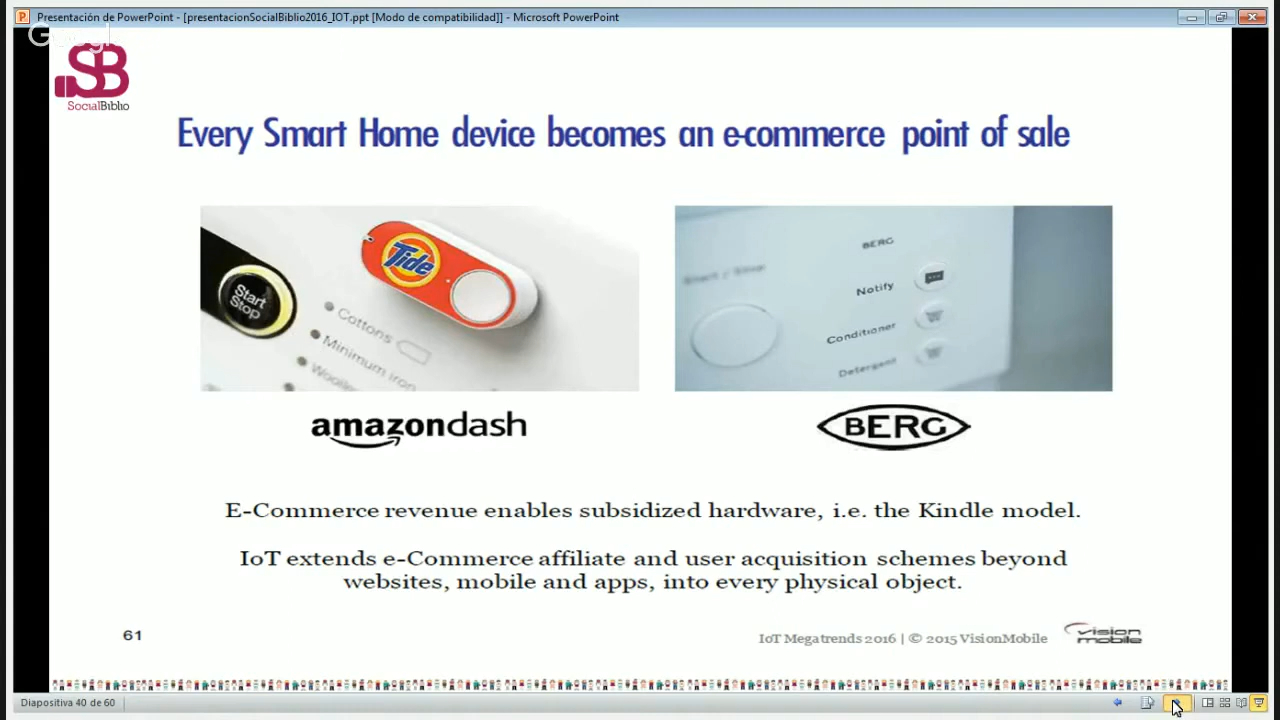 Presentación de PowerPoint - [presentacionSocialBiblio2016_IOT.ppt [Modo de compatibilidad]] - Microsoft PowerPoint
Googl
SB
SocialBiblio
Every Smart Home device becomes an e-commerce point of sale
Tide
Start
Stop
Cottons
Minimum iron
BERG
Notify
Conditioner
Detergent
amazondash
BERG
E-Commerce revenue enables subsidized hardware, i.e. the Kindle model.
IoT extends e-Commerce affiliate and user acquisition schemes beyond
websites, mobile and apps, into every physical object.
61
IoT Megatrends 2016 | © 2015 VisionMobile
vision
mobile
Diapositiva 40 de 60